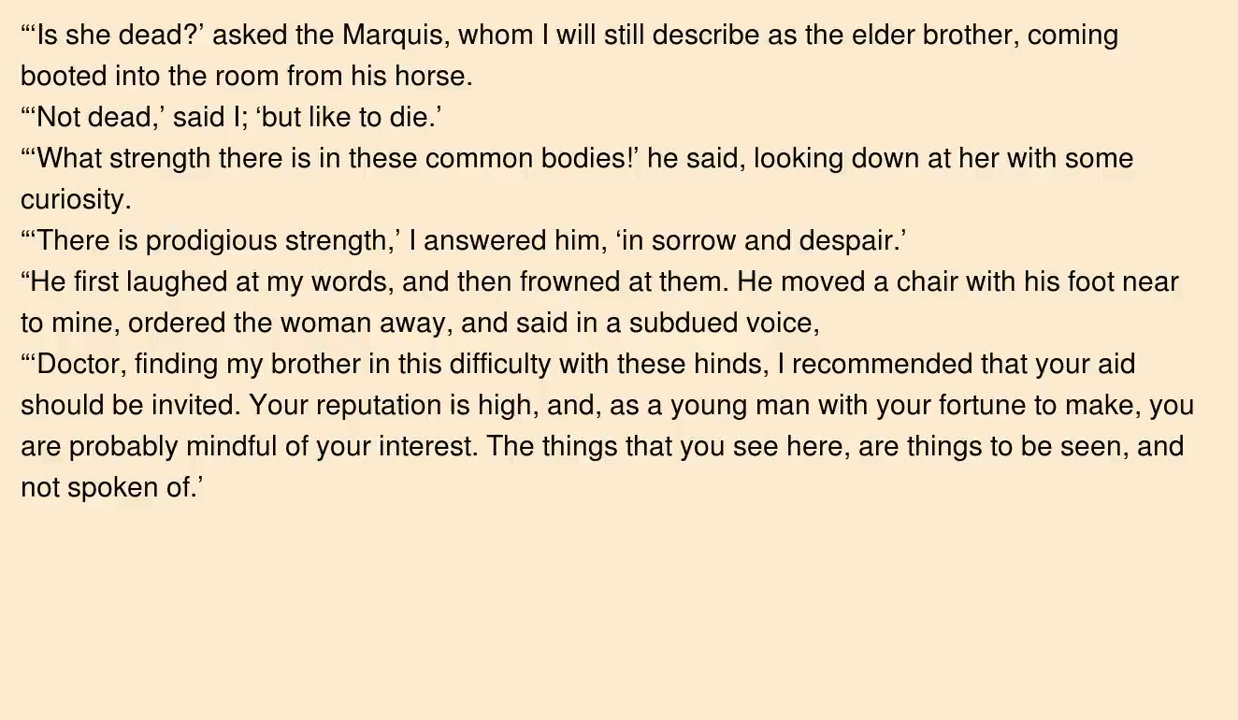 “‘Is she dead?’ asked the Marquis, whom I will still describe as the elder brother, coming
booted into the room from his horse.
“‘Not dead,’ said I; ‘but like to die.’
“‘What strength there is in these common bodies!’ he said, looking down at her with some
curiosity.
“‘There is prodigious strength,’ I answered him, ‘in sorrow and despair.’
“He first laughed at my words, and then frowned at them. He moved a chair with his foot near
to mine, ordered the woman away, and said in a subdued voice,
“‘Doctor, finding my brother in this difficulty with these hinds, I recommended that your aid
should be invited. Your reputation is high, and, as a young man with your fortune to make, you
are probably mindful of your interest. The things that you see here, are things to be seen, and
not spoken of.’